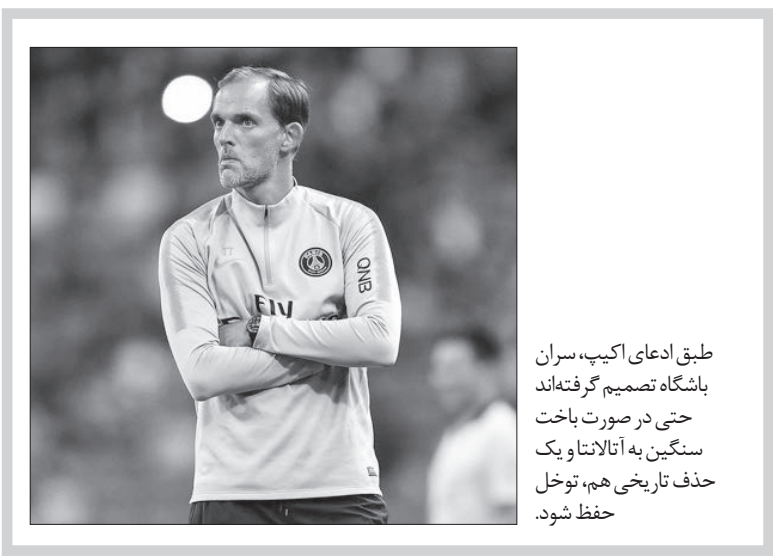 TT
QNB
Fly
طبق ادعای اکیپ، سران
باشگاه تصمیم گرفته‌اند
حتی در صورت باخت
سنگین به آتالانتا و یک
حذف تاریخی هم، توخل
حفظ شود.